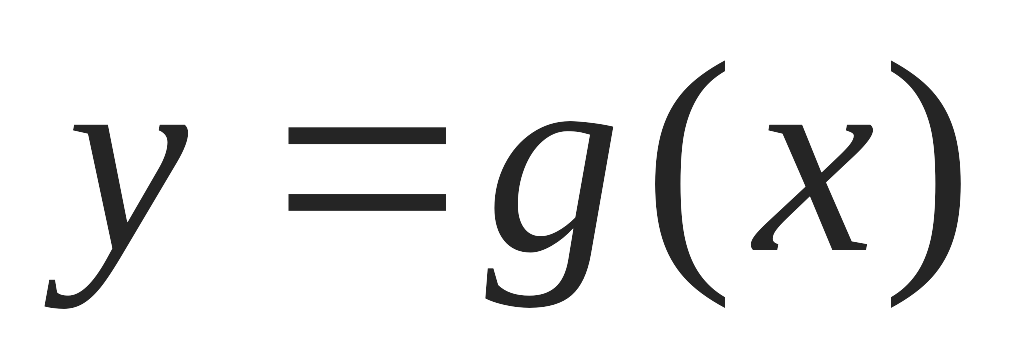 y = g(x)